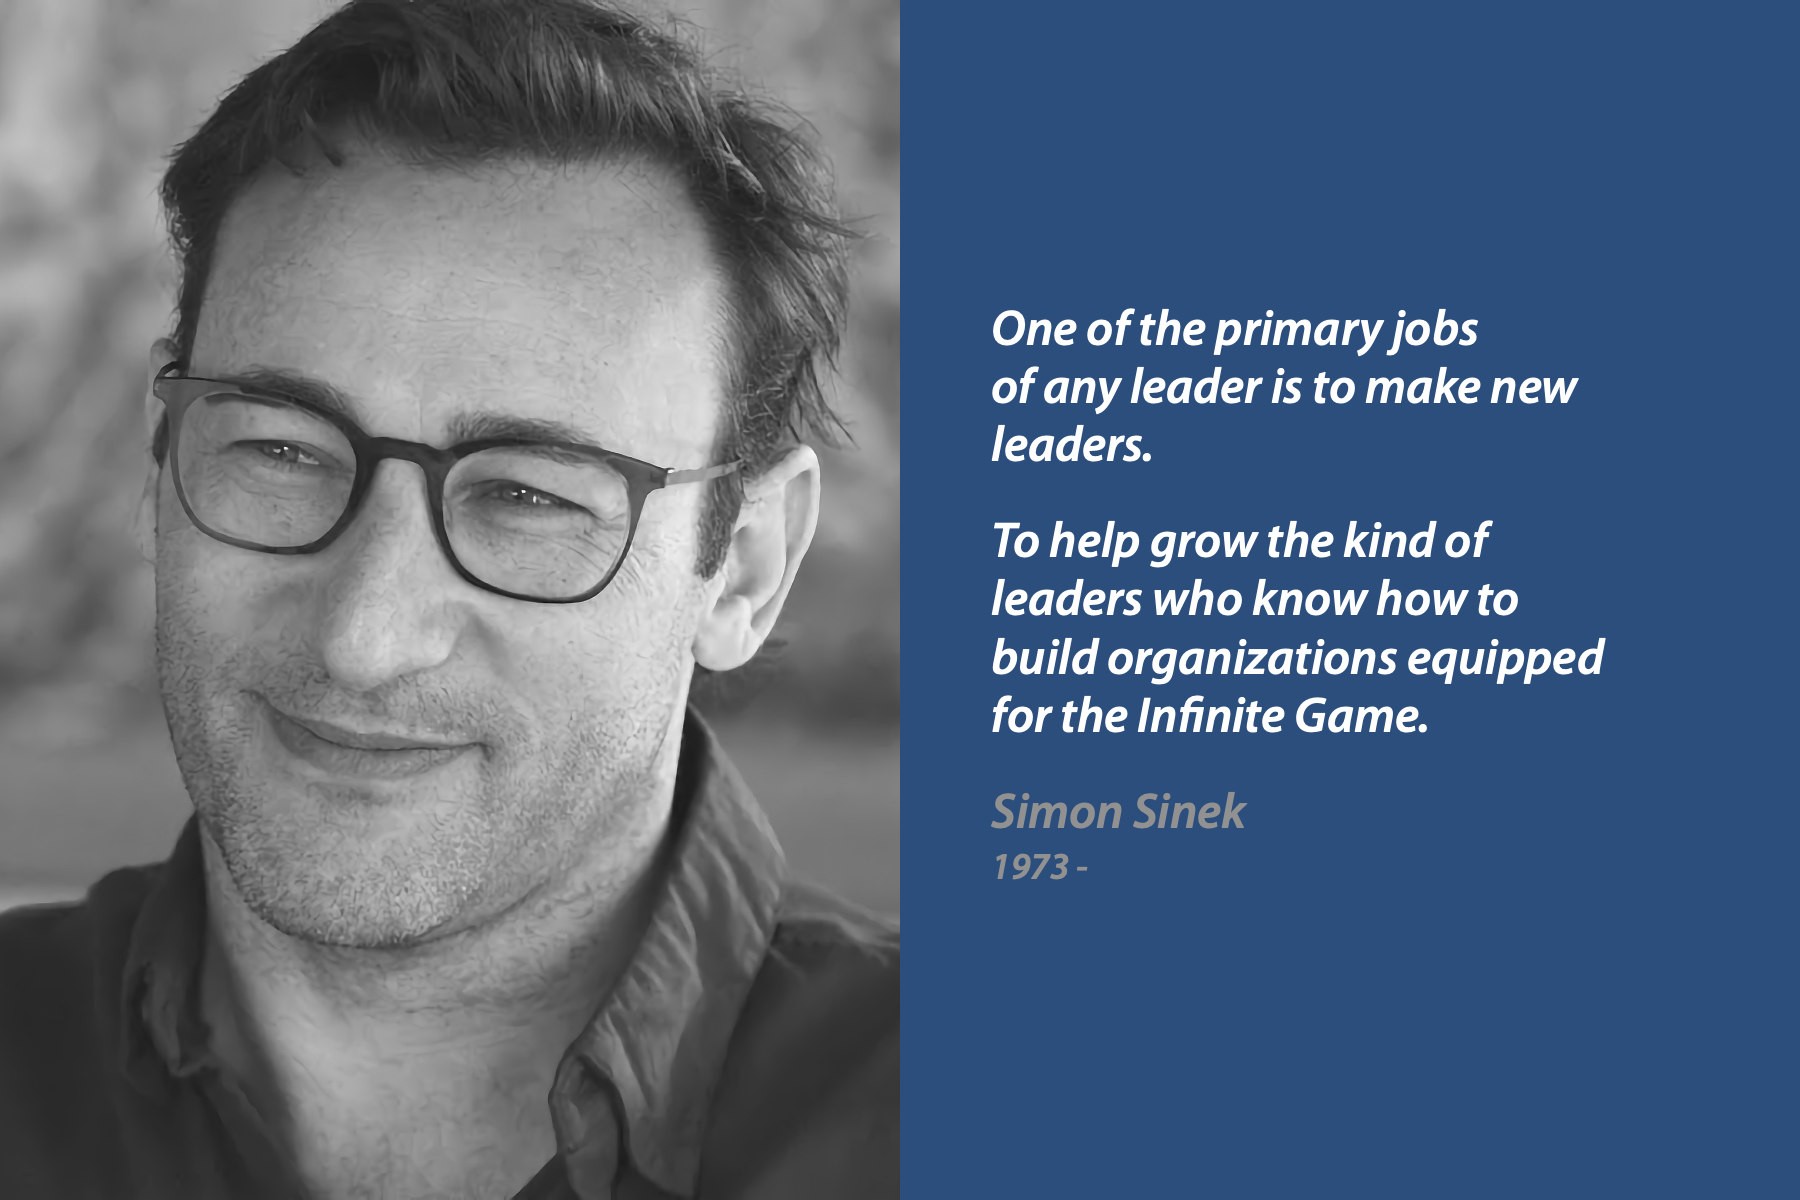 One of the primary jobs
of any leader is to make new
leaders.
To help grow the kind of
leaders who know how to
build organizations equipped
for the Infinite Game.
Simon Sinek
1973 -